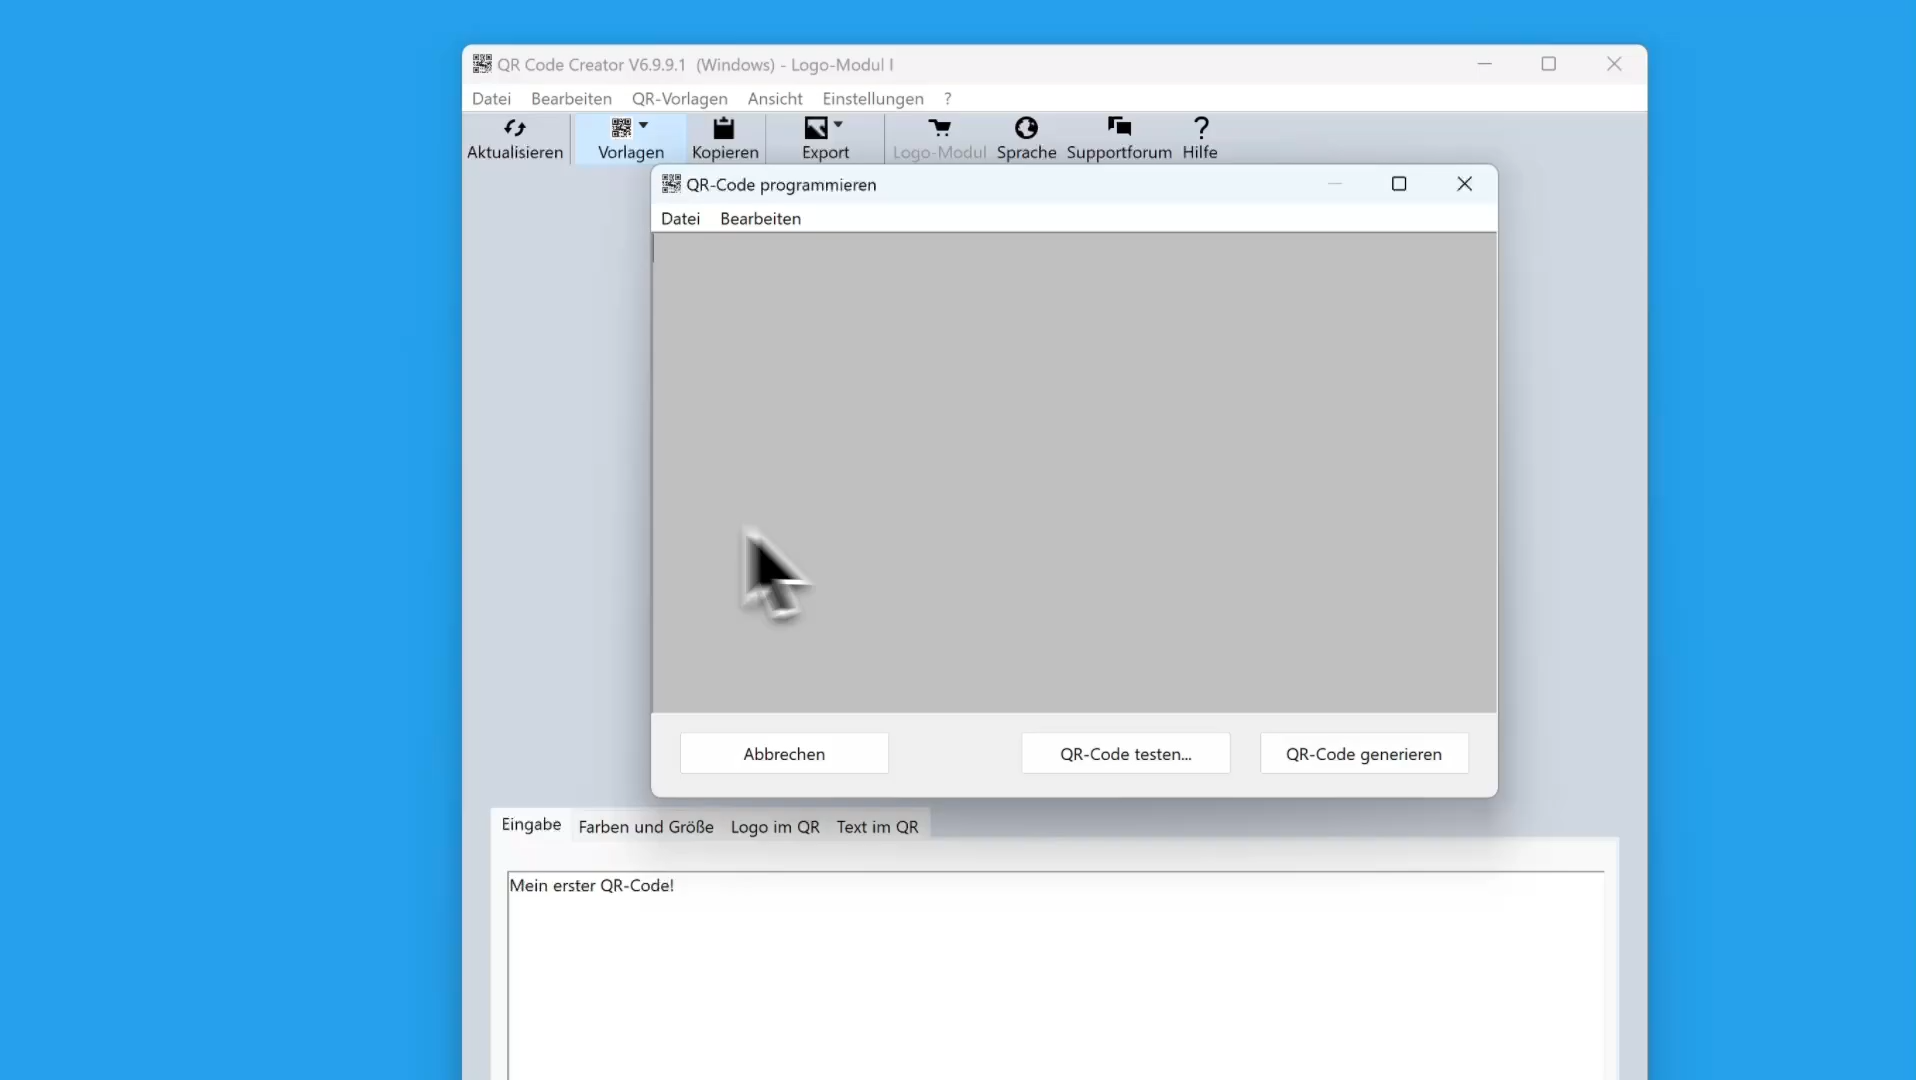 QR Code Creator V6.9.9.1 (Windows) - Logo-Modul I
Datei Bearbeiten QR-Vorlagen Ansicht Einstellungen ?
Aktualisieren Vorlagen Kopieren Export Logo-Modul Sprache Supportforum Hilfe
QR-Code programmieren
Datei Bearbeiten
Abbrechen QR-Code testen... QR-Code generieren
Eingabe Farben und Größe Logo im QR Text im QR
Mein erster QR-Code!